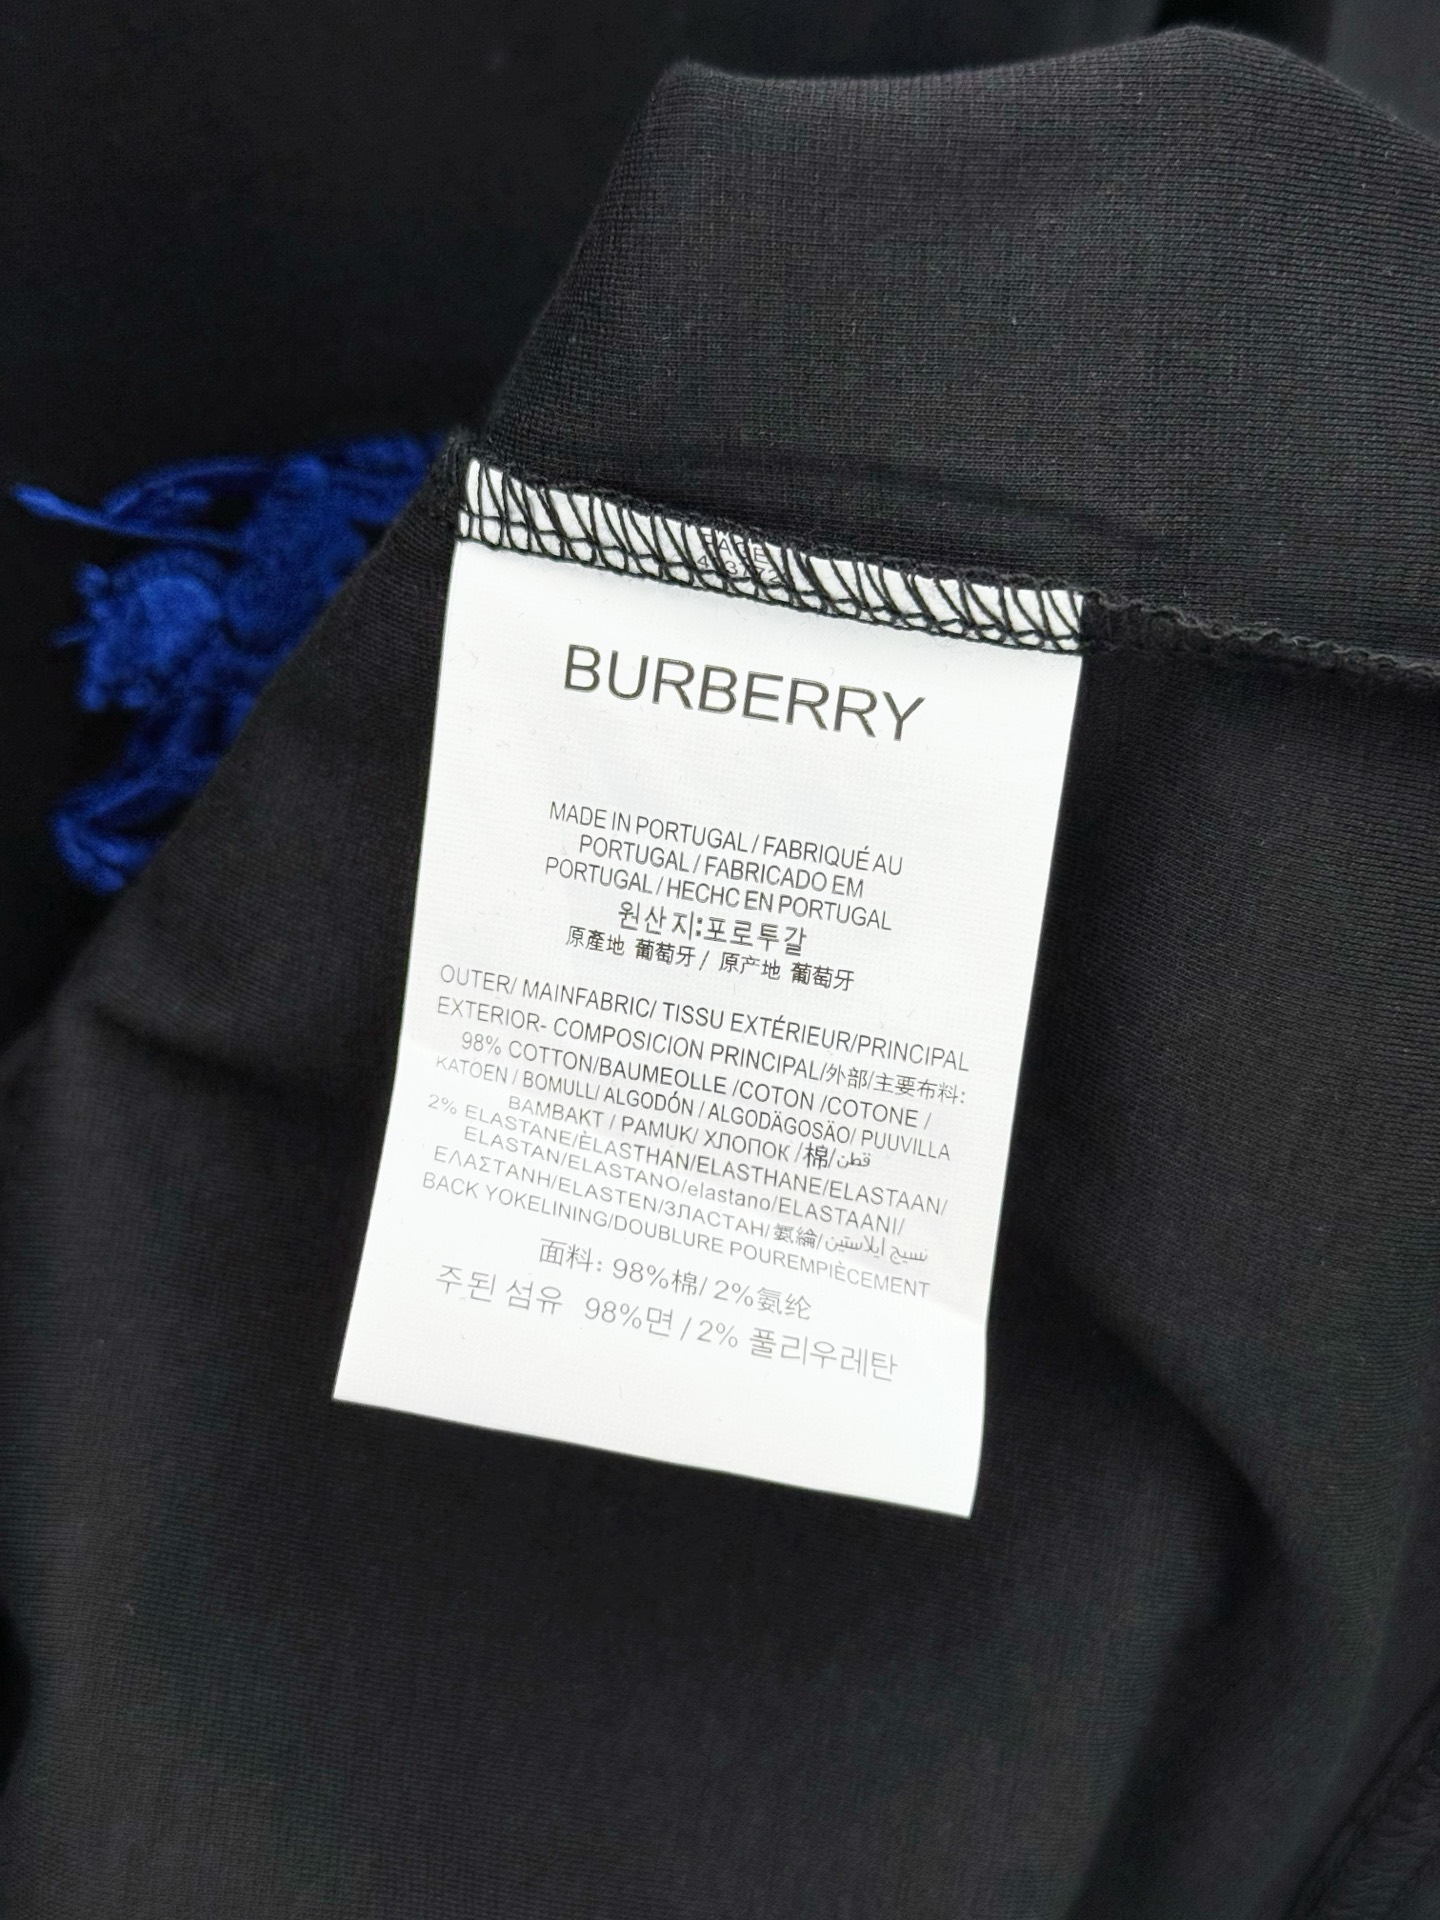 BURBERRY
MADE IN PORTUGAL / FABRIQUÉ AU
PORTUGAL / FABRICADO EM
PORTUGAL / HECHC EN PORTUGAL
원산지:포로투갈
原產地 葡萄牙 / 原产地 葡萄牙
OUTER/ MAINFABRIC/ TISSU EXTÉRIEUR/PRINCIPAL
EXTERIOR- COMPOSICION PRINCIPAL/外部/主要布料:
98% COTTON/BAUMEOLLE /COTON /COTONE /
KATOEN / BOMULL/ ALGODÓN / ALGODÃGOSÃO/ PUUVILLA
BAMBAKT / PAMUK/ ХЛОПОК /棉/قطن
2% ELASTANE/ÈLASTHAN/ELASTHANE/ELASTAAN/
ELASTAN/ELASTANO/elastano/ELASTAANI/
ΕΛΑΣΤΑΝΗ/ELASTEN/ЗЛАСТАН/氨綸/نسيج إيلاستين
BACK YOKELINING/DOUBLURE POUREMPIÈCEMENT
面料: 98%棉/ 2%氨纶
주된 섬유 98%면 / 2% 폴리우레탄